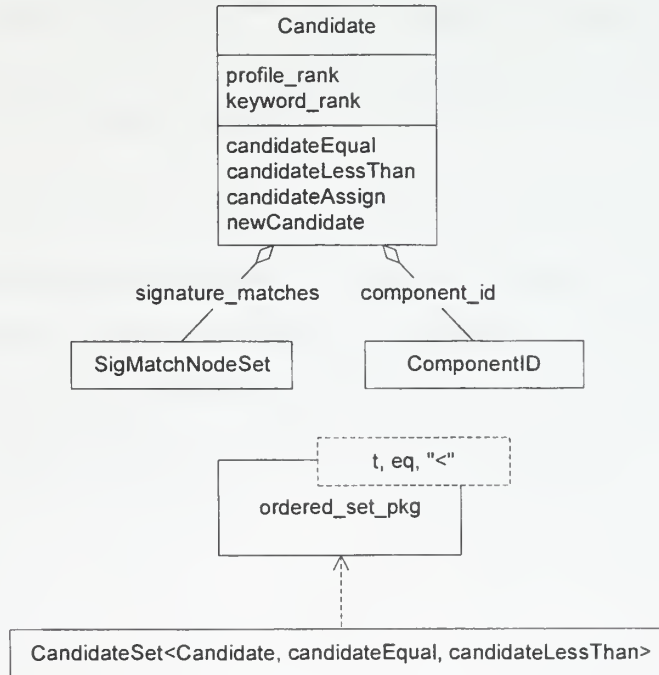 Candidate
profile_rank
keyword_rank
candidateEqual
candidateLessThan
candidateAssign
newCandidate
signature_matches component_id
SigMatchNodeSet ComponentID
t, eq, "<"
ordered_set_pkg
CandidateSet<Candidate, candidateEqual, candidateLessThan>